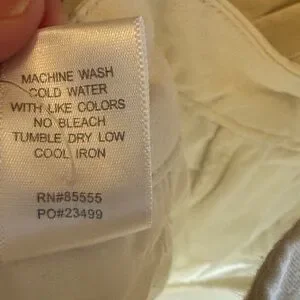 MACHINE WASH
COLD WATER
WITH LIKE COLORS
NO BLEACH
TUMBLE DRY LOW
COOL IRON
RN#85555
PO#23499